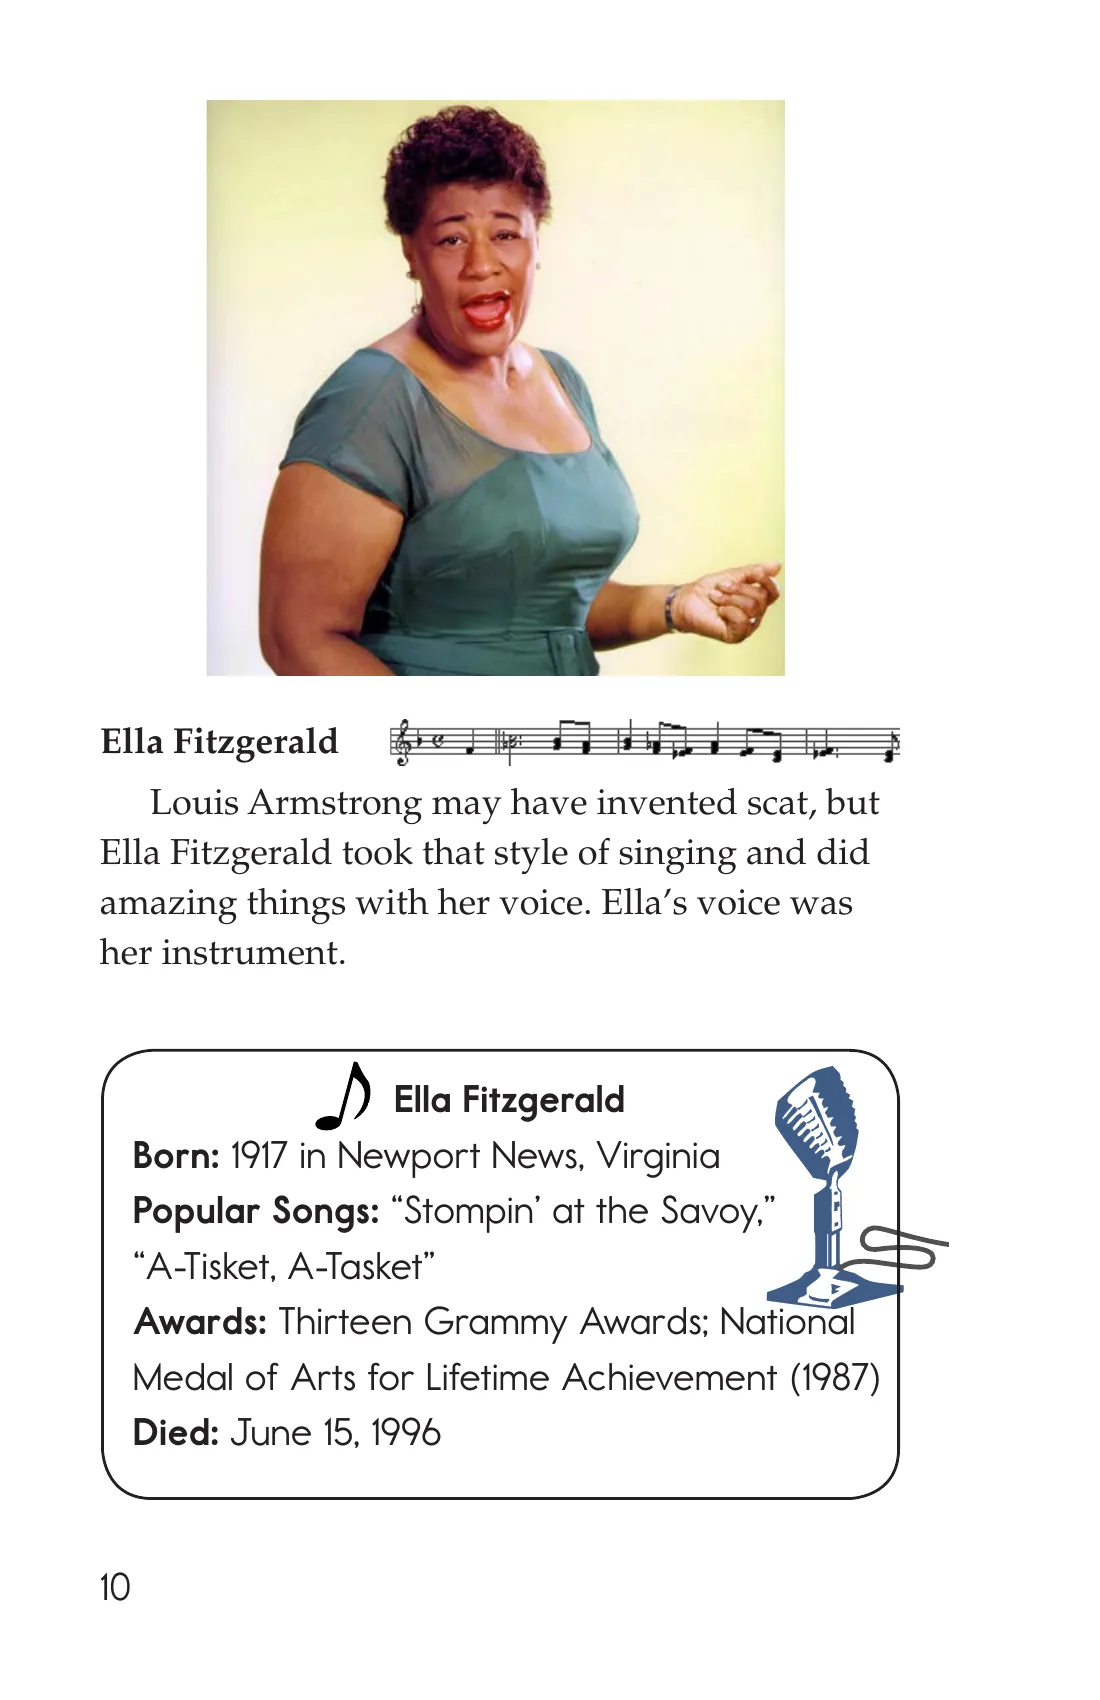 Ella Fitzgerald
Louis Armstrong may have invented scat, but
Ella Fitzgerald took that style of singing and did
amazing things with her voice. Ella’s voice was
her instrument.
Ella Fitzgerald
Born: 1917 in Newport News, Virginia
Popular Songs: “Stompin’ at the Savoy,”
“A-Tisket, A-Tasket”
Awards: Thirteen Grammy Awards; National
Medal of Arts for Lifetime Achievement (1987)
Died: June 15, 1996
10